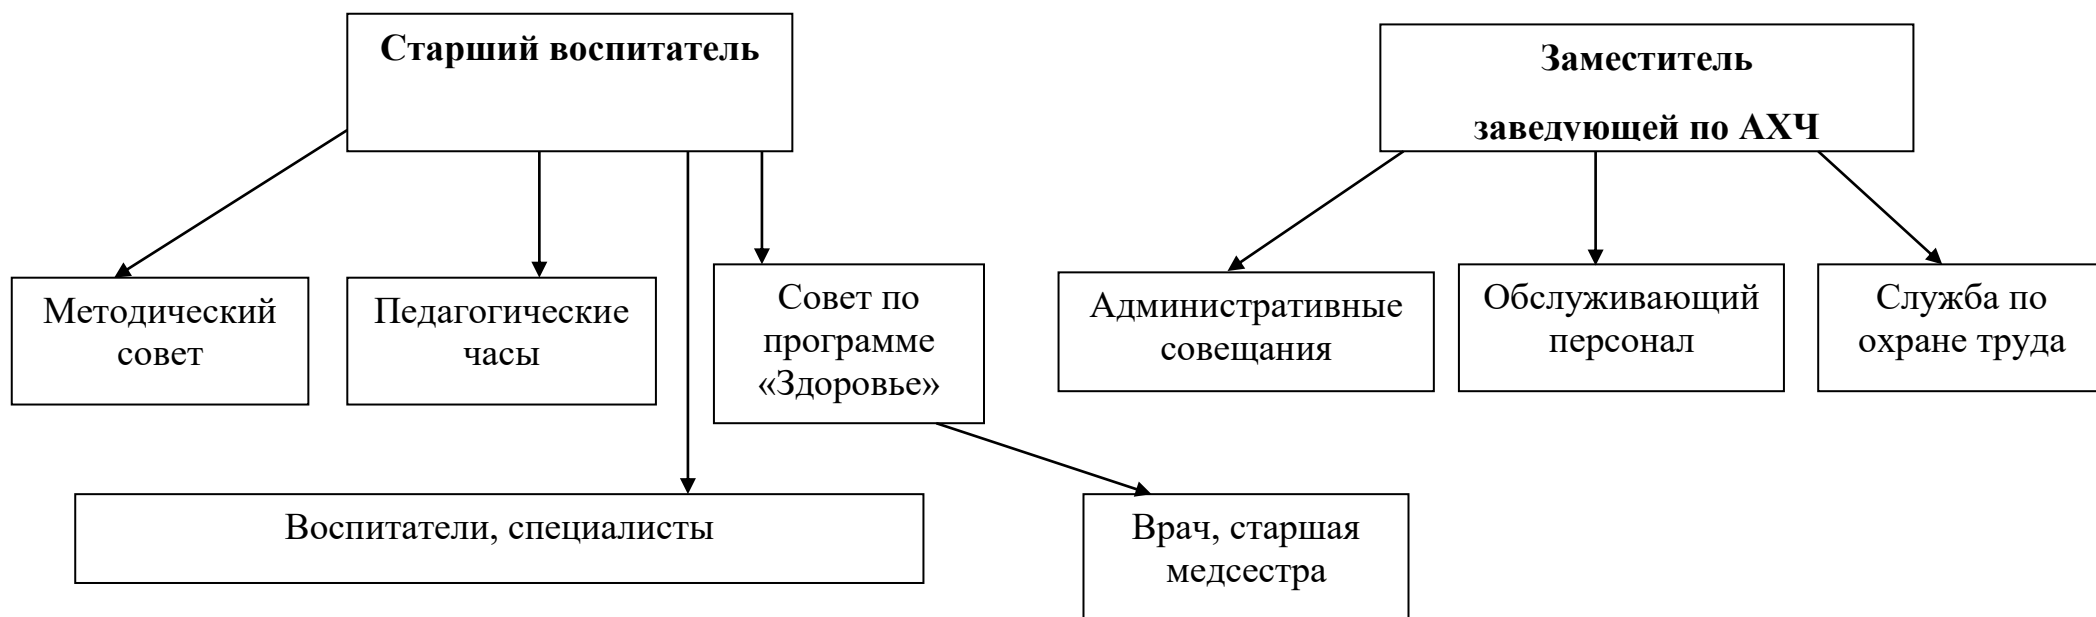 Старший воспитатель
Заместитель
заведующей по АХЧ
Методический
совет
Педагогические
часы
Совет по
программе
«Здоровье»
Административные
совещания
Обслуживающий
персонал
Служба по
охране труда
Воспитатели, специалисты
Врач, старшая
медсестра